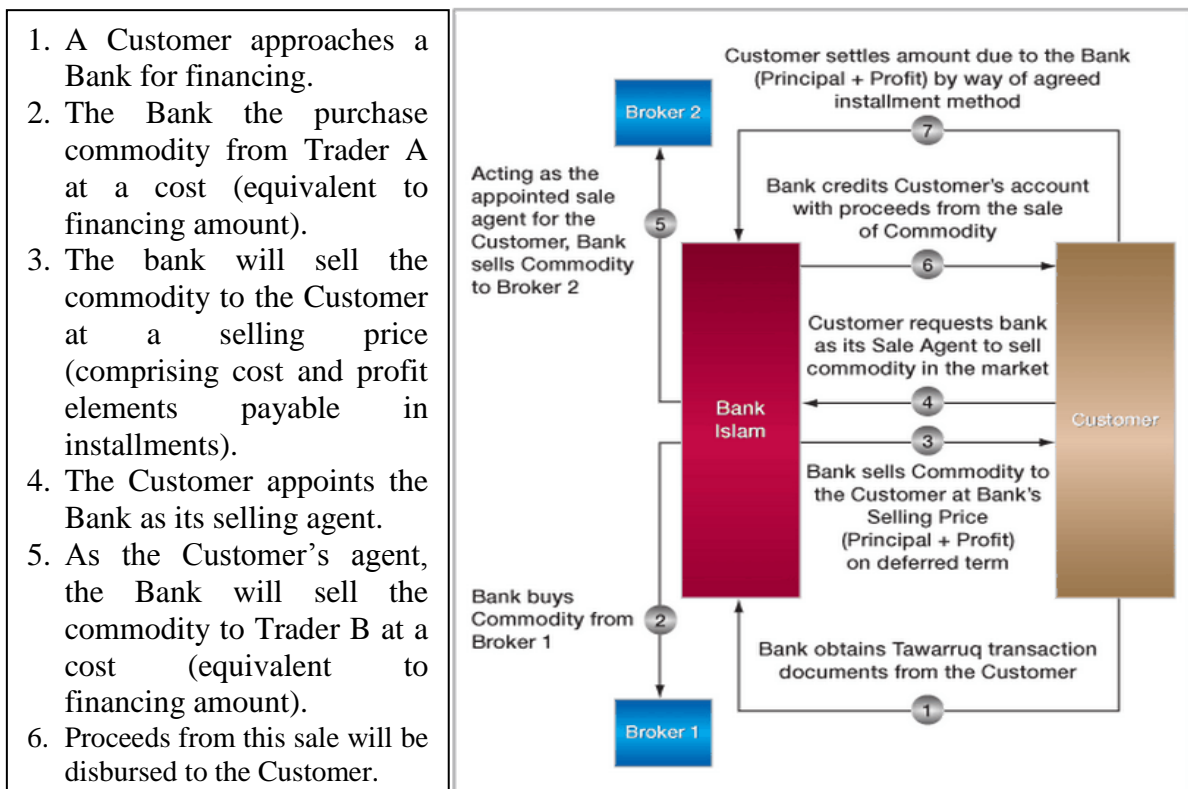 1. A Customer approaches a
Bank for financing.
2. The Bank the purchase
commodity from Trader A
at a cost (equivalent to
financing amount).
3. The bank will sell the
commodity to the Customer
at a selling price
(comprising cost and profit
elements payable in
installments).
4. The Customer appoints the
Bank as its selling agent.
5. As the Customer’s agent,
the Bank will sell the
commodity to Trader B at a
cost (equivalent to
financing amount).
6. Proceeds from this sale will be
disbursed to the Customer.
Customer settles amount due to the Bank
(Principal + Profit) by way of agreed
installment method
7
Broker 2
Acting as the
appointed sale
agent for the
Customer, Bank
sells Commodity
to Broker 2
5
Bank credits Customer’s account
with proceeds from the sale
of Commodity
6
Customer requests bank
as its Sale Agent to sell
commodity in the market
4
Bank
Islam
Customer
3
Bank sells Commodity to
the Customer at Bank’s
Selling Price
(Principal + Profit)
on deferred term
Bank buys
Commodity from
Broker 1
2
Bank obtains Tawarruq transaction
documents from the Customer
1
Broker 1